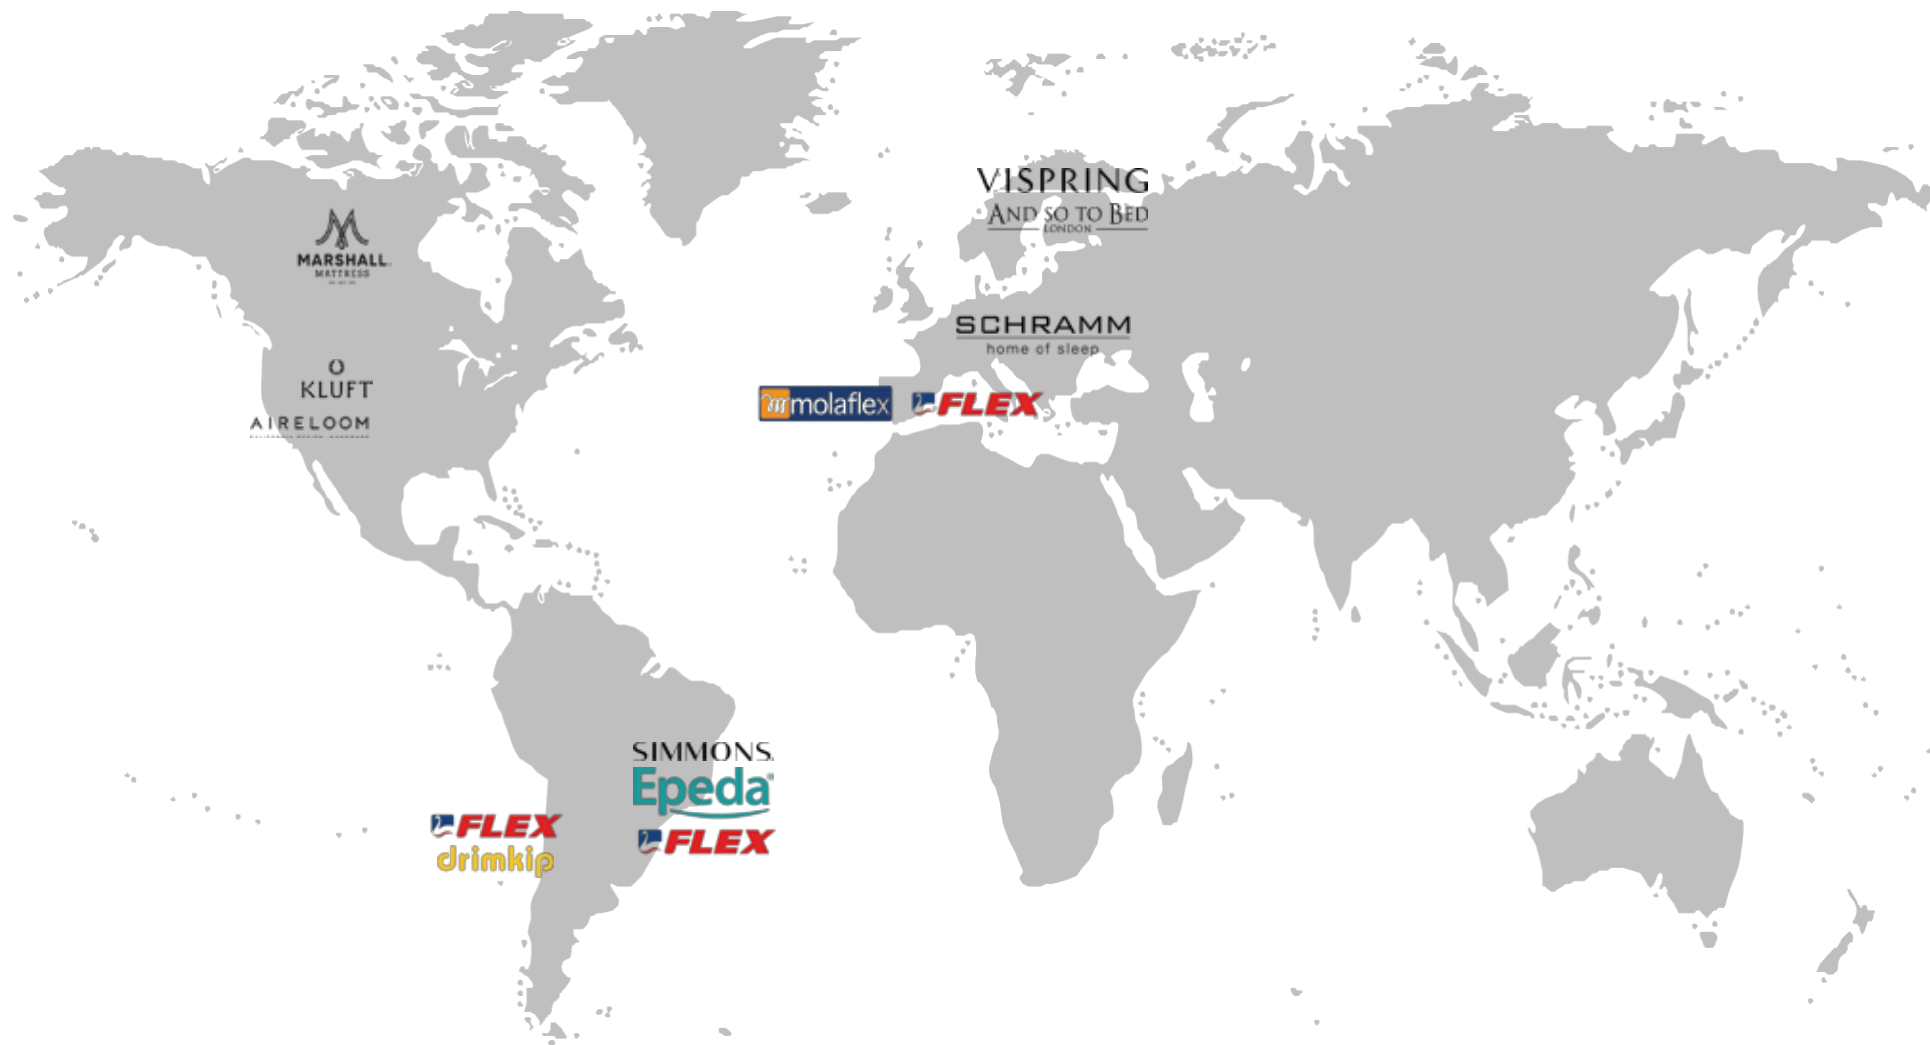 VISPRING
AND SO TO BED
LONDON
MARSHALL
MATTRESS
SCHRAMM
home of sleep
KLUFT
AIRELOOM
m molaflex
FLEX
SIMMONS
Epeda
FLEX
FLEX
drimkip